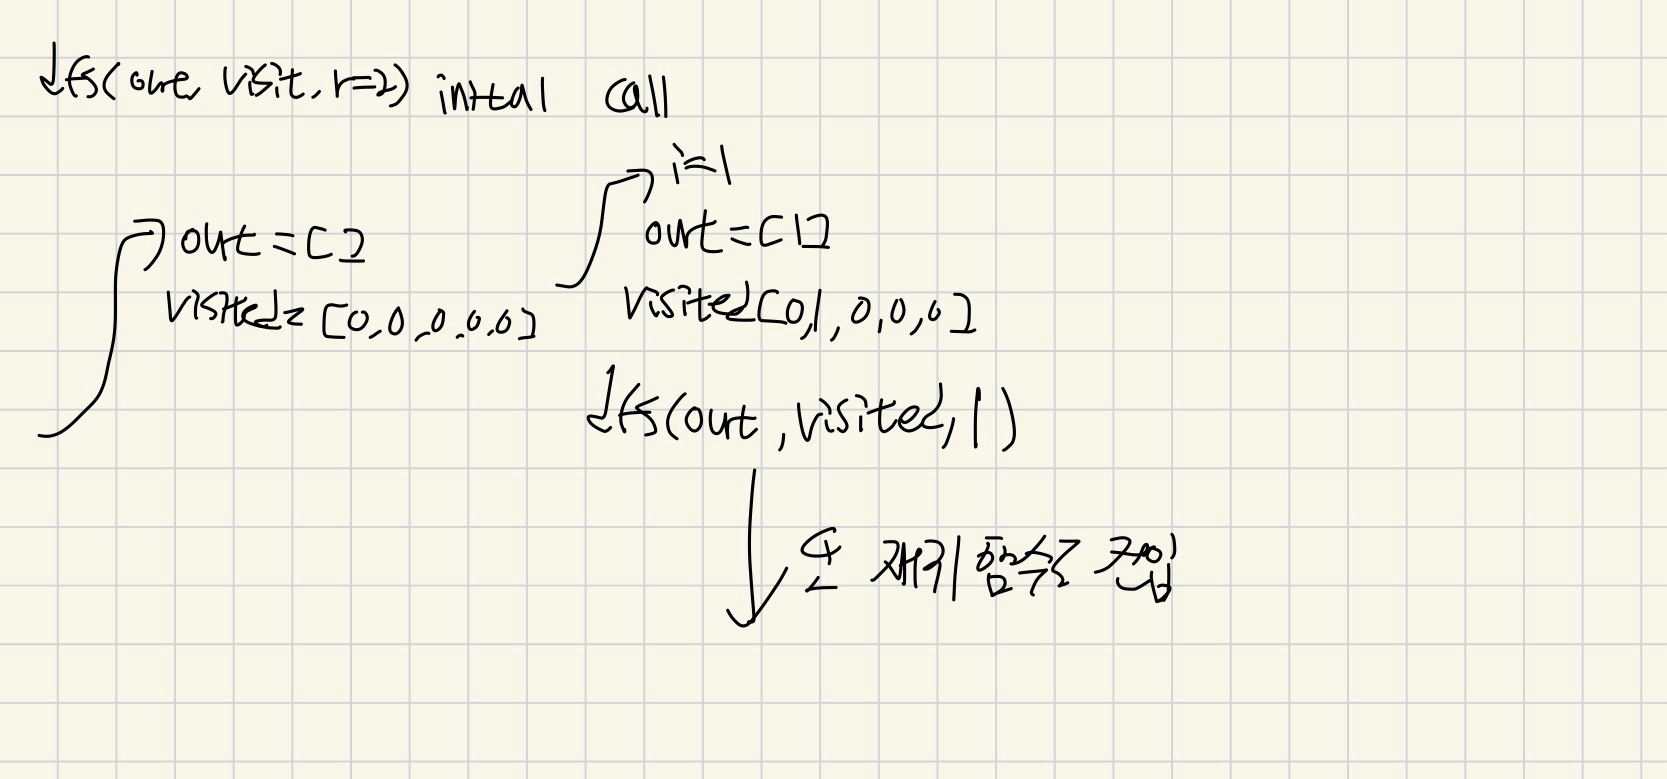 dfs(out, visit, r=2) inital call
i=1
out=[]
out=[1]
visited=[0,0,0,0,0]
visited[0,1,0,0,0]
dfs(out,visited,1)
재귀 함수로 진입